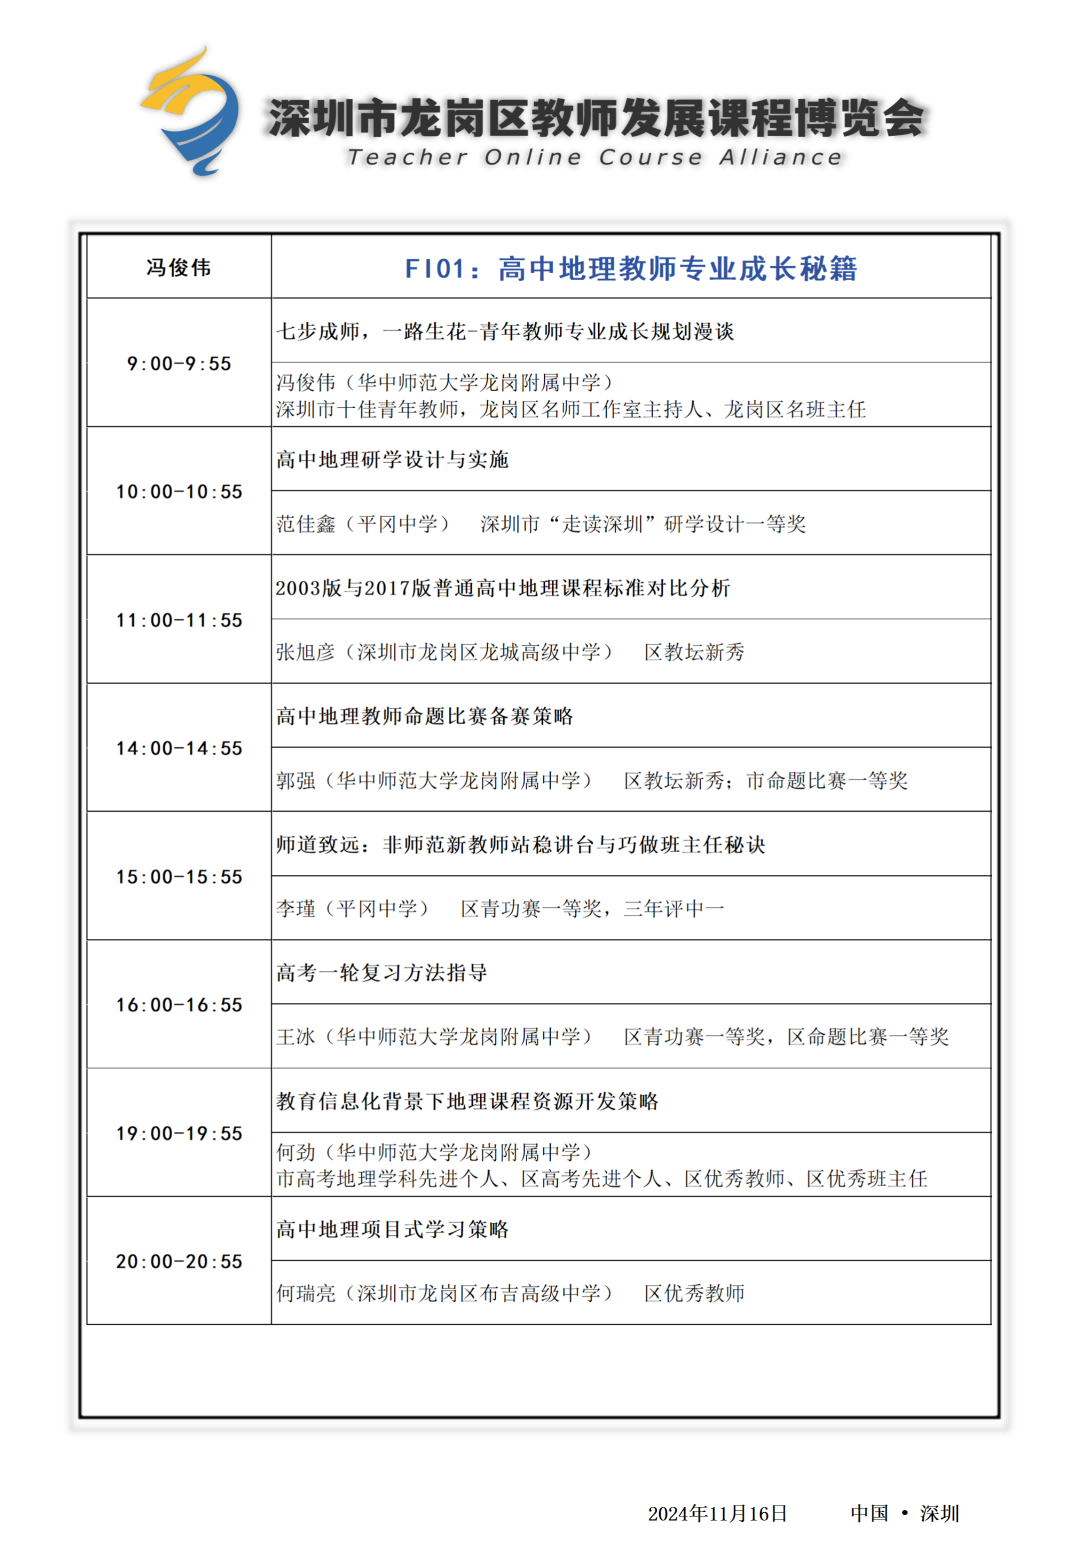 深圳市龙岗区教师发展课程博览会
Teacher Online Course Alliance
冯俊伟
FI01：高中地理教师专业成长秘籍
9:00-9:55
七步成师，一路生花-青年教师专业成长规划漫谈
冯俊伟（华中师范大学龙岗附属中学）
深圳市十佳青年教师，龙岗区名师工作室主持人、龙岗区名班主任
10:00-10:55
高中地理研学设计与实施
范佳鑫（平冈中学） 深圳市“走读深圳”研学设计一等奖
11:00-11:55
2003版与2017版普通高中地理课程标准对比分析
张旭彦（深圳市龙岗区龙城高级中学） 区教坛新秀
14:00-14:55
高中地理教师命题比赛备赛策略
郭强（华中师范大学龙岗附属中学） 区教坛新秀；市命题比赛一等奖
15:00-15:55
师道致远：非师范新教师站稳讲台与巧做班主任秘诀
李瑾（平冈中学） 区青功赛一等奖，三年评中一
16:00-16:55
高考一轮复习方法指导
王冰（华中师范大学龙岗附属中学） 区青功赛一等奖，区命题比赛一等奖
19:00-19:55
教育信息化背景下地理课程资源开发策略
何劲（华中师范大学龙岗附属中学）
市高考地理学科先进个人、区高考先进个人、区优秀教师、区优秀班主任
20:00-20:55
高中地理项目式学习策略
何瑞亮（深圳市龙岗区布吉高级中学） 区优秀教师
2024年11月16日 中国 • 深圳